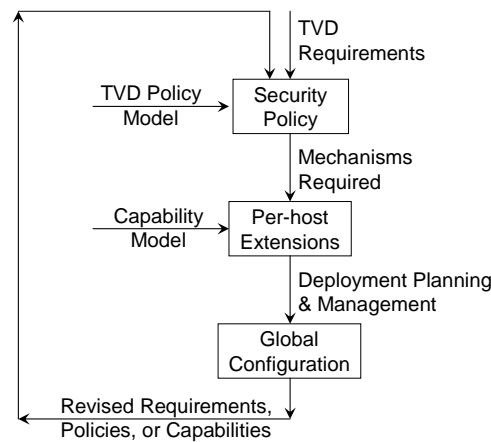 TVD
Requirements
TVD Policy
Model
Security
Policy
Mechanisms
Required
Capability
Model
Per-host
Extensions
Deployment Planning
& Management
Global
Configuration
Revised Requirements,
Policies, or Capabilities